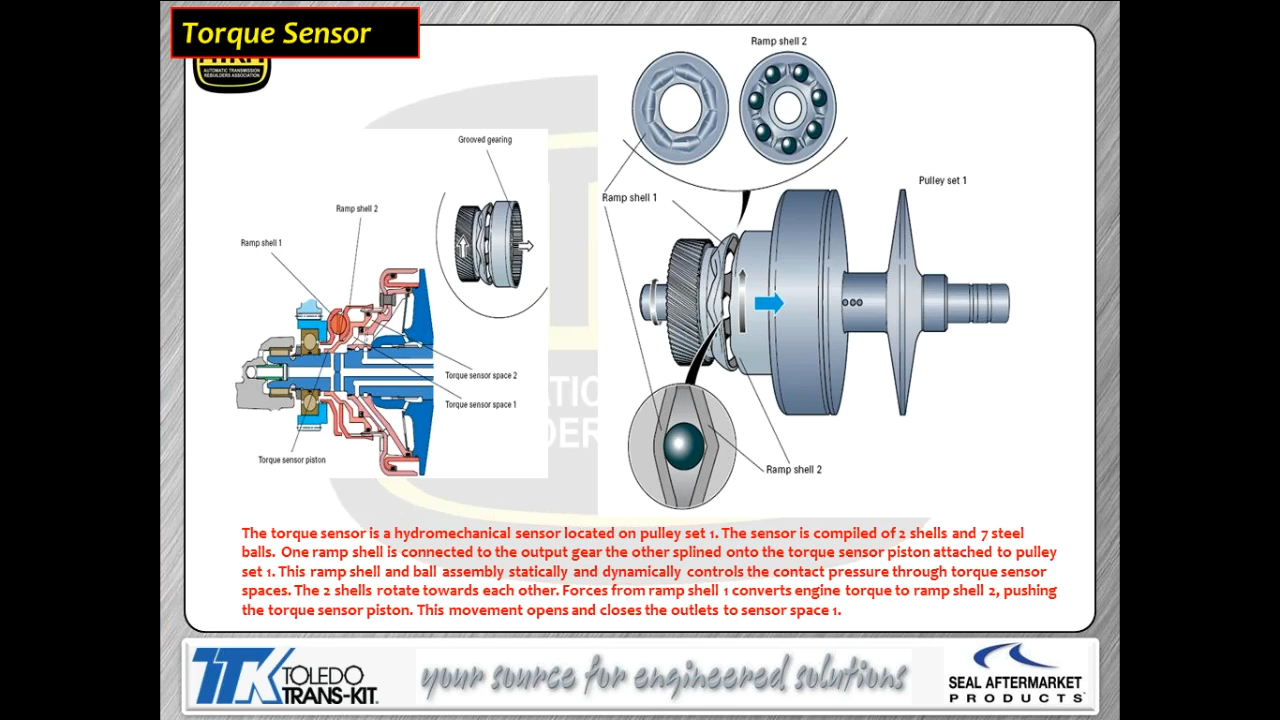 Torque Sensor
AUTOMATIC TRANSMISSION
REBUILDERS ASSOCIATION
Ramp shell 2
Grooved gearing
Pulley set 1
Ramp shell 1
Ramp shell 2
Ramp shell 1
Torque sensor space 2
Torque sensor space 1
Torque sensor piston
Ramp shell 2
The torque sensor is a hydromechanical sensor located on pulley set 1. The sensor is compiled of 2 shells and 7 steel
balls. One ramp shell is connected to the output gear the other splined onto the torque sensor piston attached to pulley
set 1. This ramp shell and ball assembly statically and dynamically controls the contact pressure through torque sensor
spaces. The 2 shells rotate towards each other. Forces from ramp shell 1 converts engine torque to ramp shell 2, pushing
the torque sensor piston. This movement opens and closes the outlets to sensor space 1.
TTK TOLEDO
TRANS-KIT.
your source for engineered solutions
SEAL AFTERMARKET
PRODUCTS